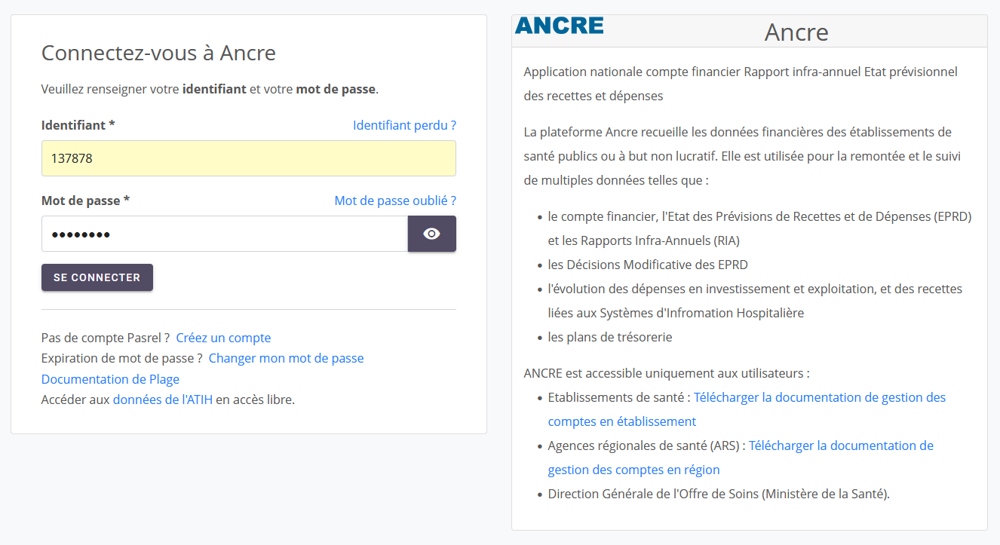 Connectez-vous à Ancre
Veuillez renseigner votre identifiant et votre mot de passe.
Identifiant *
Identifiant perdu ?
137878
Mot de passe *
Mot de passe oublié ?
••••••••
SE CONNECTER
Pas de compte Pasrel ? Créez un compte
Expiration de mot de passe ? Changer mon mot de passe
Documentation de Plage
Accéder aux données de l'ATIH en accès libre.
ANCRE
Ancre
Application nationale compte financier Rapport infra-annuel Etat prévisionnel
des recettes et dépenses
La plateforme Ancre recueille les données financières des établissements de
santé publics ou à but non lucratif. Elle est utilisée pour la remontée et le suivi
de multiples données telles que :
• le compte financier, l'Etat des Prévisions de Recettes et de Dépenses (EPRD)
et les Rapports Infra-Annuels (RIA)
• les Décisions Modificative des EPRD
• l'évolution des dépenses en investissement et exploitation, et des recettes
liées aux Systèmes d'Infromation Hospitalière
• les plans de trésorerie
ANCRE est accessible uniquement aux utilisateurs :
• Etablissements de santé : Télécharger la documentation de gestion des
comptes en établissement
• Agences régionales de santé (ARS) : Télécharger la documentation de
gestion des comptes en région
• Direction Générale de l'Offre de Soins (Ministère de la Santé).